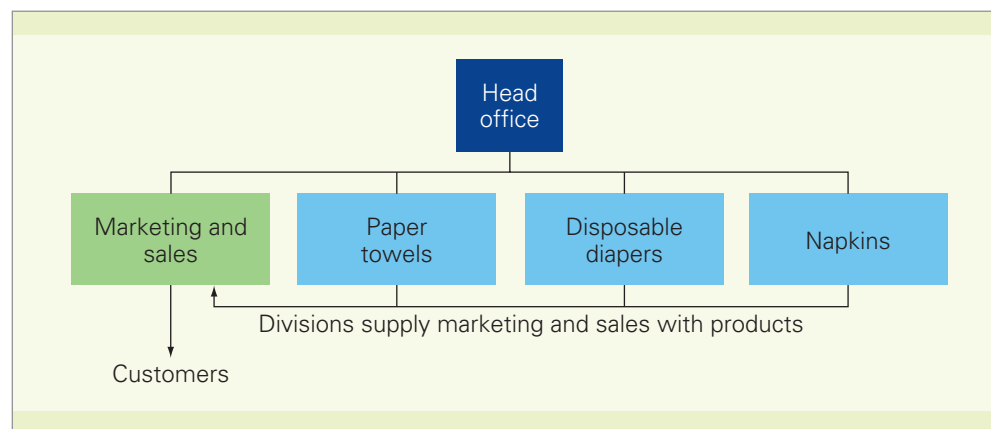 Head
office
Marketing and
sales
Paper
towels
Disposable
diapers
Napkins
Divisions supply marketing and sales with products
Customers